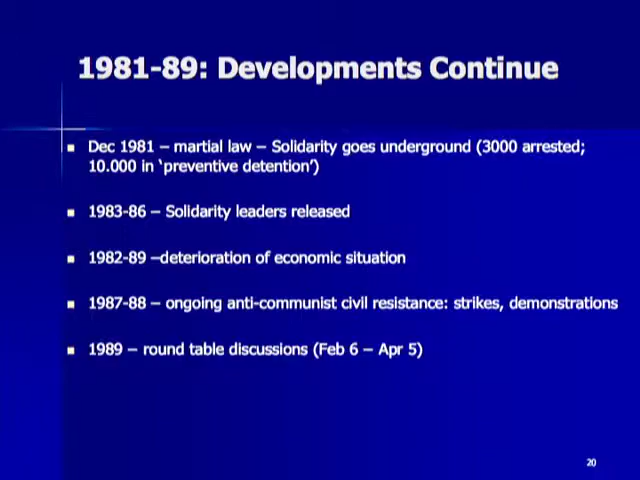 1981-89: Developments Continue
Dec 1981 – martial law – Solidarity goes underground (3000 arrested;
10.000 in ‘preventive detention’)
1983-86 – Solidarity leaders released
1982-89 –deterioration of economic situation
1987-88 – ongoing anti-communist civil resistance: strikes, demonstrations
1989 – round table discussions (Feb 6 – Apr 5)
20